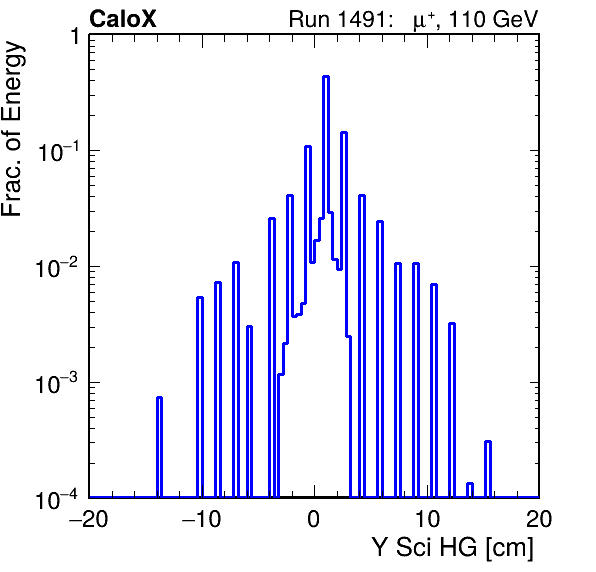 CaloX Run 1491: μ⁺, 110 GeV
Frac. of Energy
1
10⁻¹
10⁻²
10⁻³
10⁻⁴
−20 −10 0 10 20
Y Sci HG [cm]